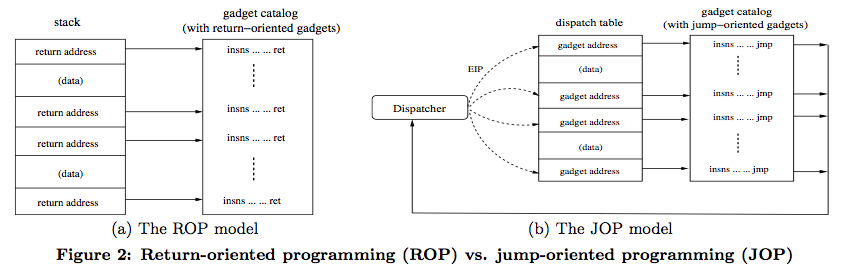 stack
gadget catalog
(with return−oriented gadgets)
return address
(data)
return address
return address
(data)
return address
insns ... ... ret
insns ... ... ret
insns ... ... ret
insns ... ... ret
(a) The ROP model
Dispatcher
EIP
dispatch table
gadget address
(data)
gadget address
gadget address
(data)
gadget address
gadget catalog
(with jump−oriented gadgets)
insns ... ... jmp
insns ... ... jmp
insns ... ... jmp
insns ... ... jmp
(b) The JOP model
Figure 2: Return-oriented programming (ROP) vs. jump-oriented programming (JOP)